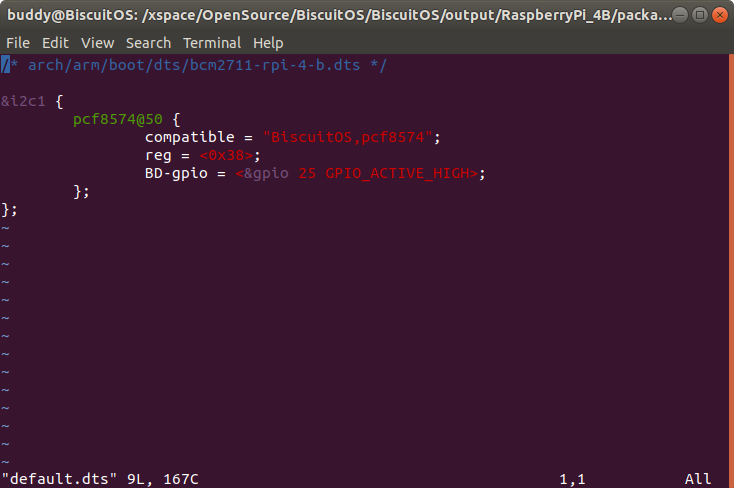 buddy@BiscuitOS: /xspace/OpenSource/BiscuitOS/BiscuitOS/output/RaspberryPi_4B/packa...
File Edit View Search Terminal Help
/* arch/arm/boot/dts/bcm2711-rpi-4-b.dts */
&i2c1 {
        pcf8574@50 {
                compatible = "BiscuitOS,pcf8574";
                reg = <0x38>;
                BD-gpio = <&gpio 25 GPIO_ACTIVE_HIGH>;
        };
};
~
~
~
~
~
~
~
~
~
~
~
~
~
~
"default.dts" 9L, 167C 1,1 All